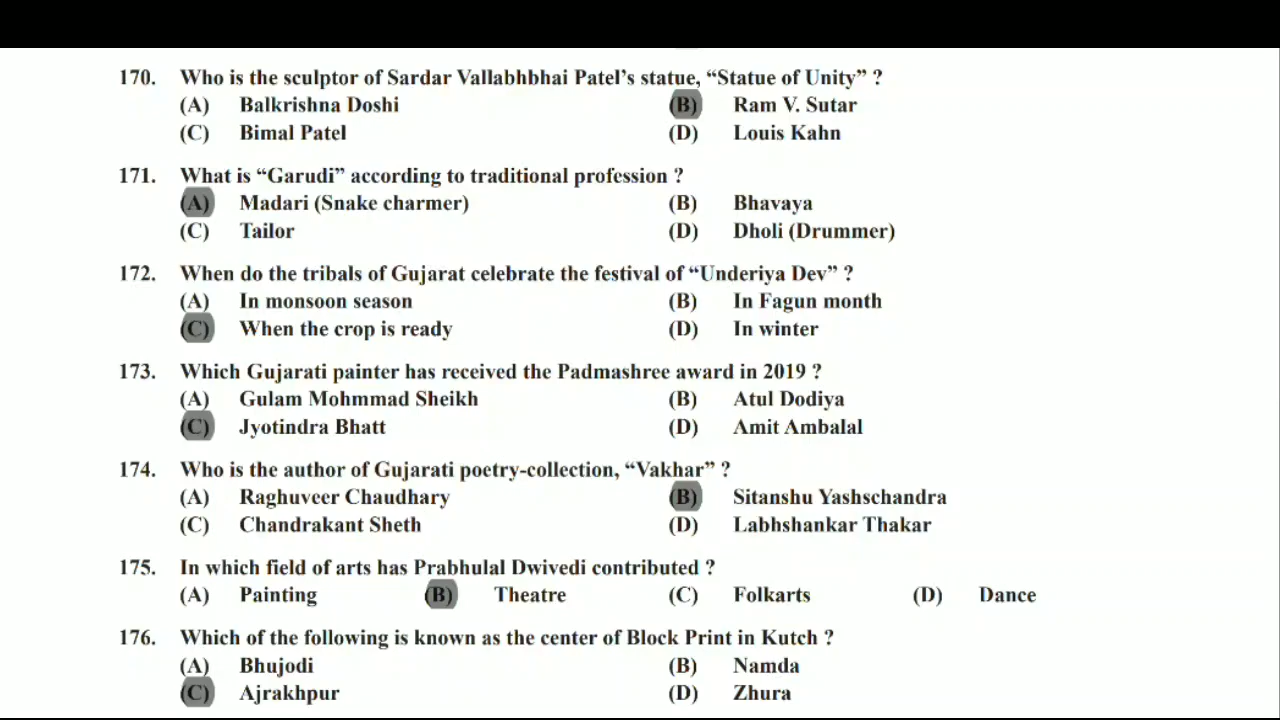 170. Who is the sculptor of Sardar Vallabhbhai Patel's statue, "Statue of Unity" ?
(A) Balkrishna Doshi (B) Ram V. Sutar
(C) Bimal Patel (D) Louis Kahn
171. What is "Garudi" according to traditional profession ?
(A) Madari (Snake charmer) (B) Bhavaya
(C) Tailor (D) Dholi (Drummer)
172. When do the tribals of Gujarat celebrate the festival of "Underiya Dev" ?
(A) In monsoon season (B) In Fagun month
(C) When the crop is ready (D) In winter
173. Which Gujarati painter has received the Padmashree award in 2019 ?
(A) Gulam Mohmmad Sheikh (B) Atul Dodiya
(C) Jyotindra Bhatt (D) Amit Ambalal
174. Who is the author of Gujarati poetry-collection, "Vakhar" ?
(A) Raghuveer Chaudhary (B) Sitanshu Yashschandra
(C) Chandrakant Sheth (D) Labhshankar Thakar
175. In which field of arts has Prabhulal Dwivedi contributed ?
(A) Painting (B) Theatre (C) Folkarts (D) Dance
176. Which of the following is known as the center of Block Print in Kutch ?
(A) Bhujodi (B) Namda
(C) Ajrakhpur (D) Zhura